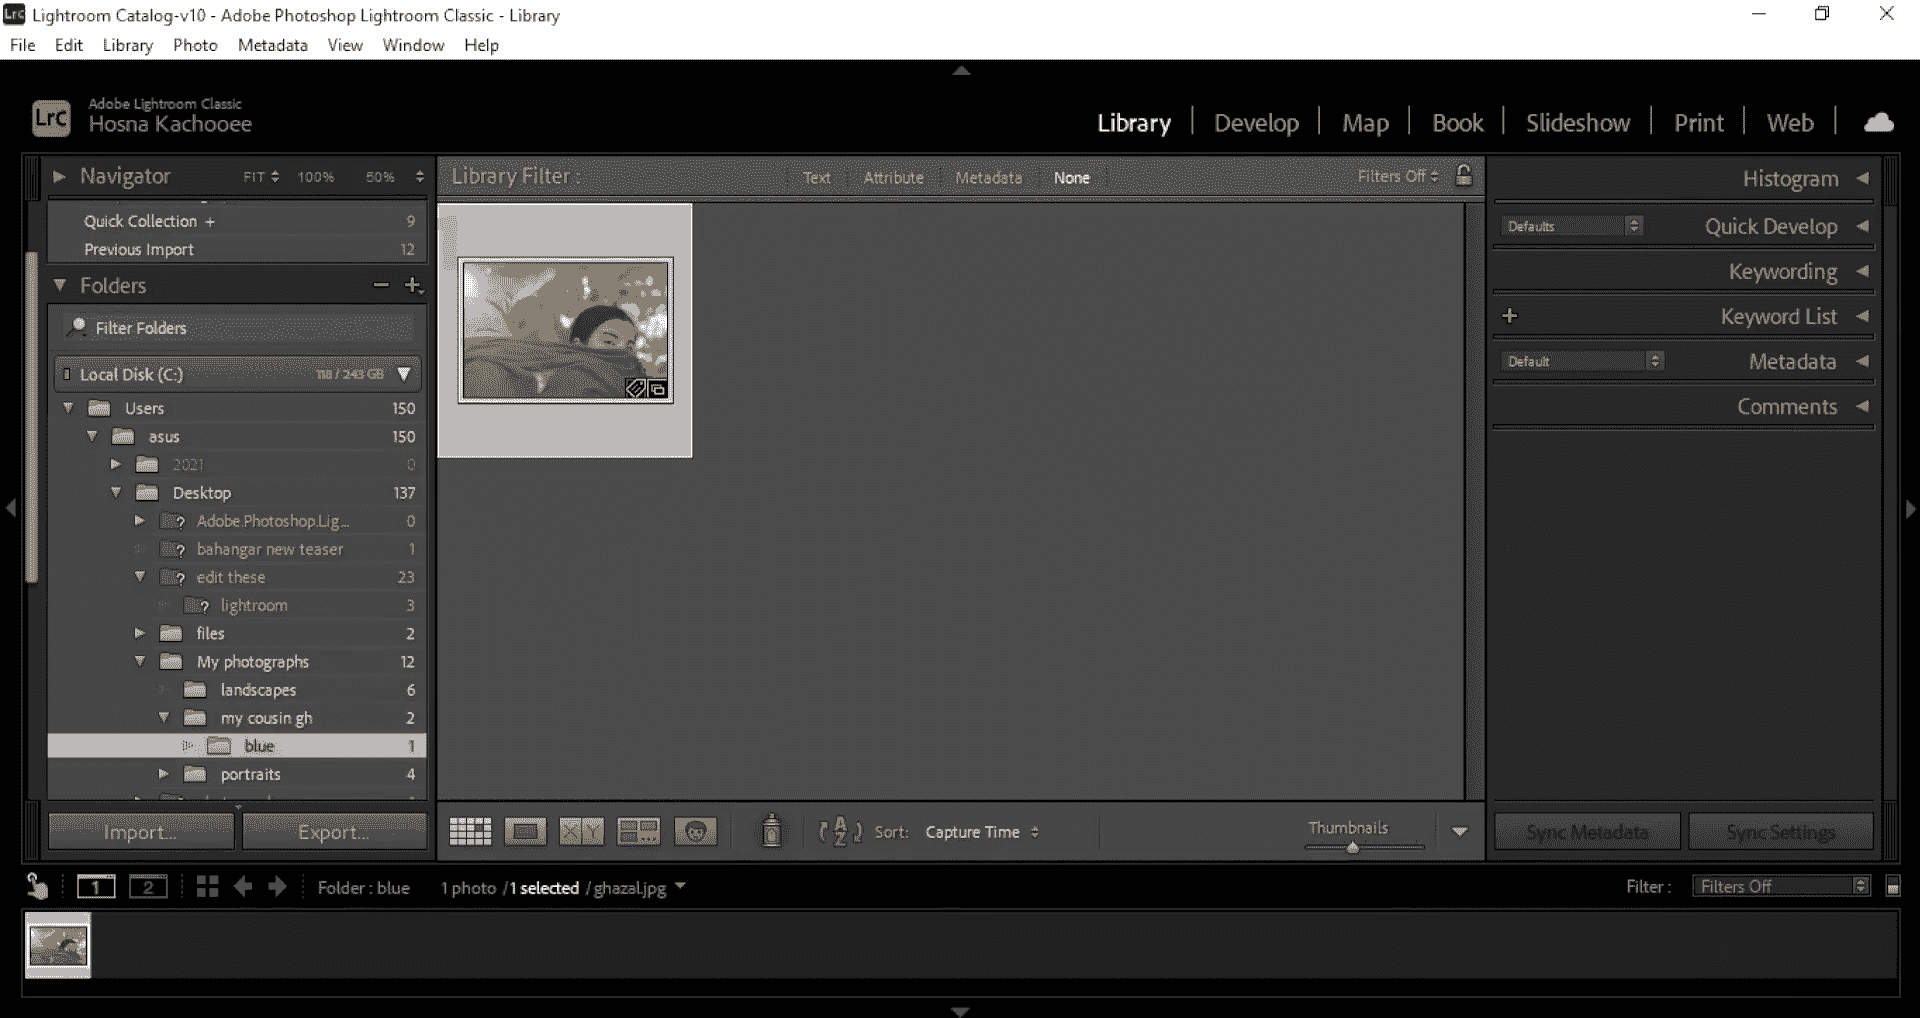 Lrc Lightroom Catalog-v10 - Adobe Photoshop Lightroom Classic - Library
File Edit Library Photo Metadata View Window Help
LrC
Adobe Lightroom Classic
Hosna Kachooee
Library | Develop | Map | Book | Slideshow | Print | Web |
Navigator FIT 100% 50%
Quick Collection + 9
Previous Import 12
Folders
Filter Folders
Local Disk (C:) 118 / 243 GB
Users 150
asus 150
2021 0
Desktop 137
Adobe.Photoshop.Lig... 0
bahangar new teaser 1
edit these 23
lightroom 3
files 2
My photographs 12
landscapes 6
my cousin gh 2
blue 1
portraits 4
Import... Export...
Library Filter : Text Attribute Metadata None Filters Off
Sort: Capture Time Thumbnails
Histogram
Defaults Quick Develop
Keywording
+ Keyword List
Default Metadata
Comments
Sync Metadata Sync Settings
1 2 Folder : blue 1 photo / 1 selected / ghazal.jpg Filter : Filters Off